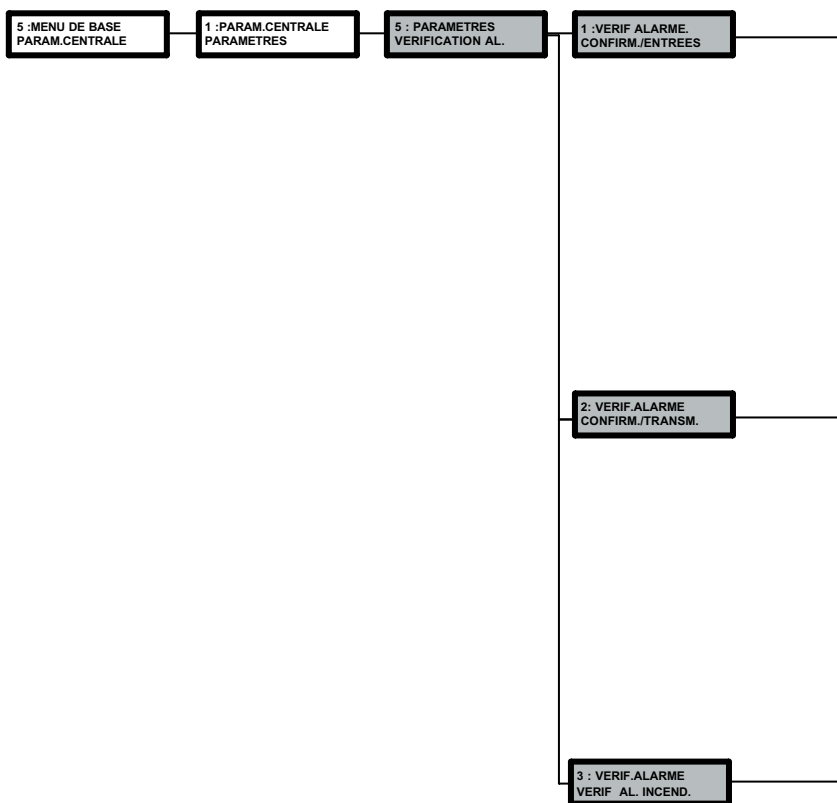 5 :MENU DE BASE
PARAM.CENTRALE
1 :PARAM.CENTRALE
PARAMETRES
5 : PARAMETRES
VERIFICATION AL.
1 :VERIF ALARME.
CONFIRM./ENTREES
2: VERIF.ALARME
CONFIRM./TRANSM.
3 : VERIF.ALARME
VERIF AL. INCEND.